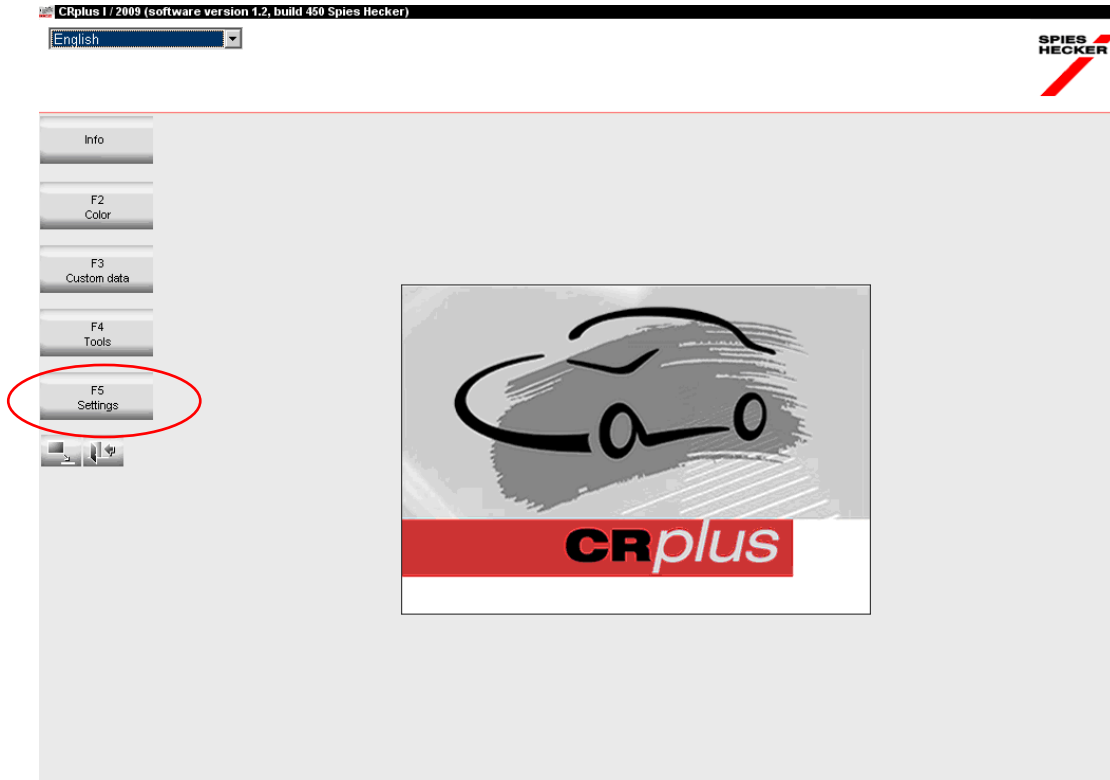 CRplus I / 2009 (software version 1.2, build 450 Spies Hecker)
English
SPIES
HECKER
Info
F2
Color
F3
Custom data
F4
Tools
F5
Settings
CRplus